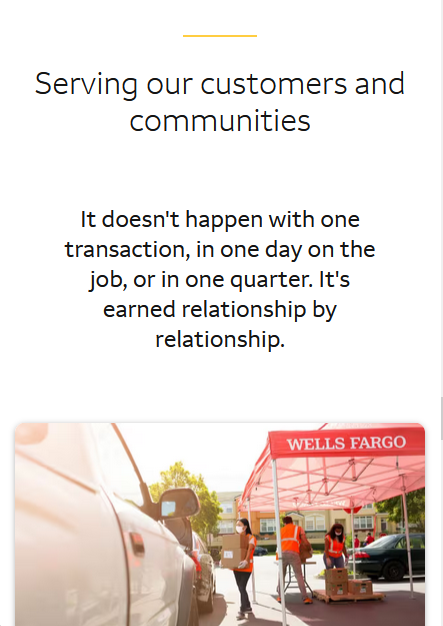 Serving our customers and
communities
It doesn't happen with one
transaction, in one day on the
job, or in one quarter. It's
earned relationship by
relationship.
WELLS FARGO